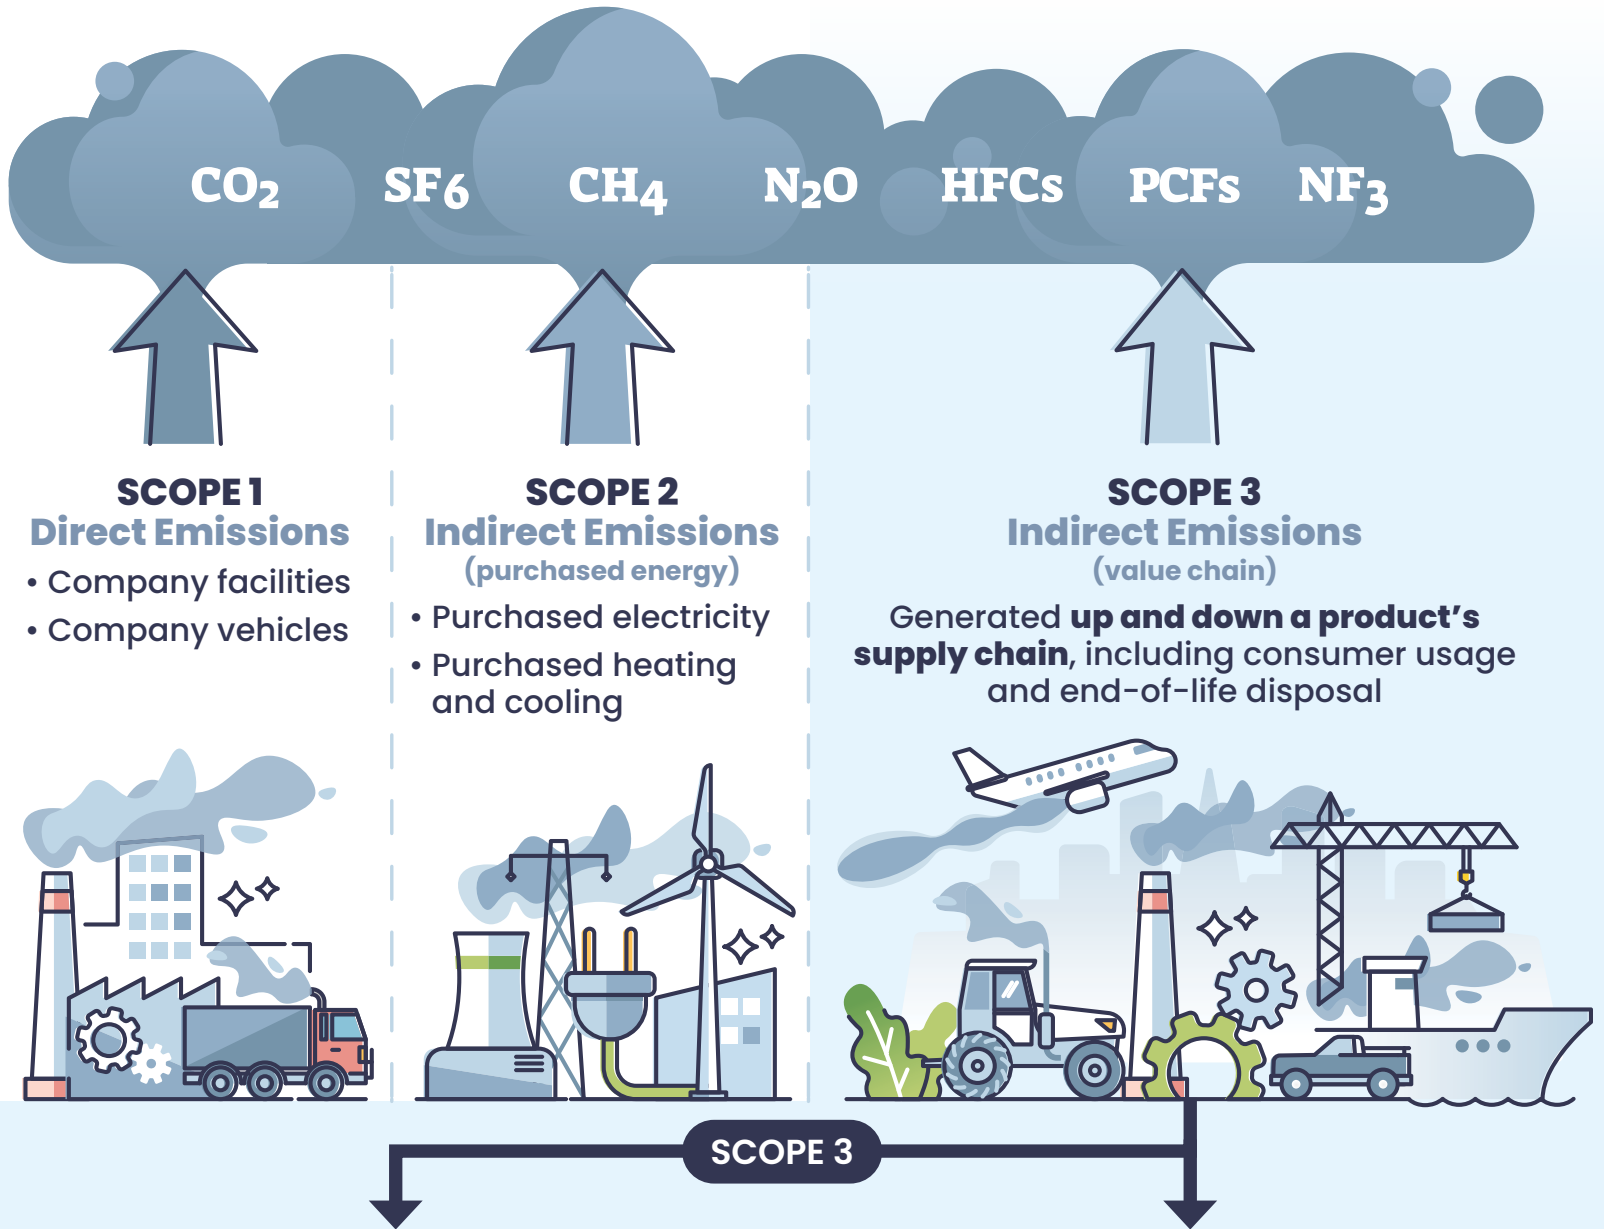 CO₂ SF₆ CH₄ N₂O HFCs PCFs NF₃
SCOPE 1
Direct Emissions
• Company facilities
• Company vehicles
SCOPE 2
Indirect Emissions
(purchased energy)
• Purchased electricity
• Purchased heating
and cooling
SCOPE 3
Indirect Emissions
(value chain)
Generated up and down a product’s
supply chain, including consumer usage
and end-of-life disposal
SCOPE 3